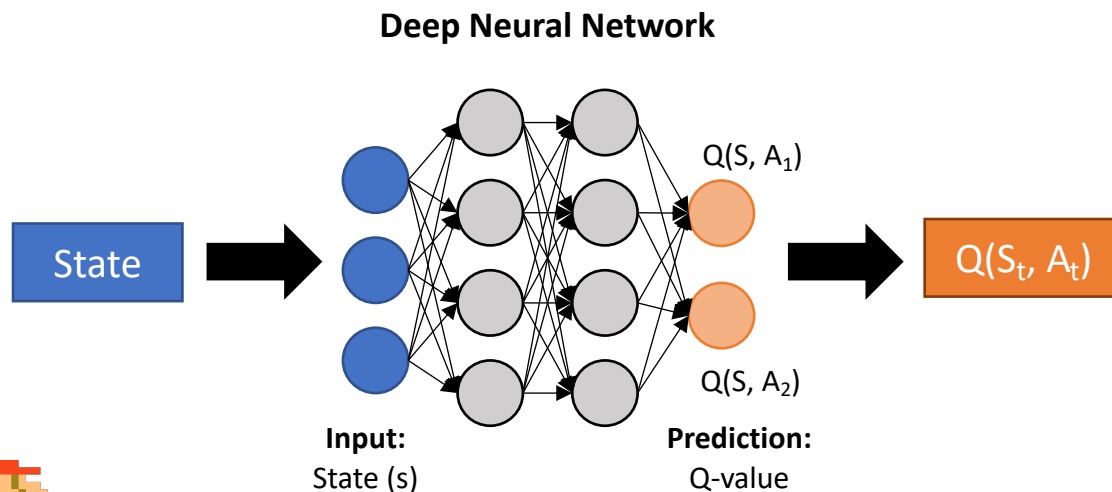 Deep Neural Network
Q(S, A₁)
State
Q(Sₜ, Aₜ)
Q(S, A₂)
Input:
State (s)
Prediction:
Q-value